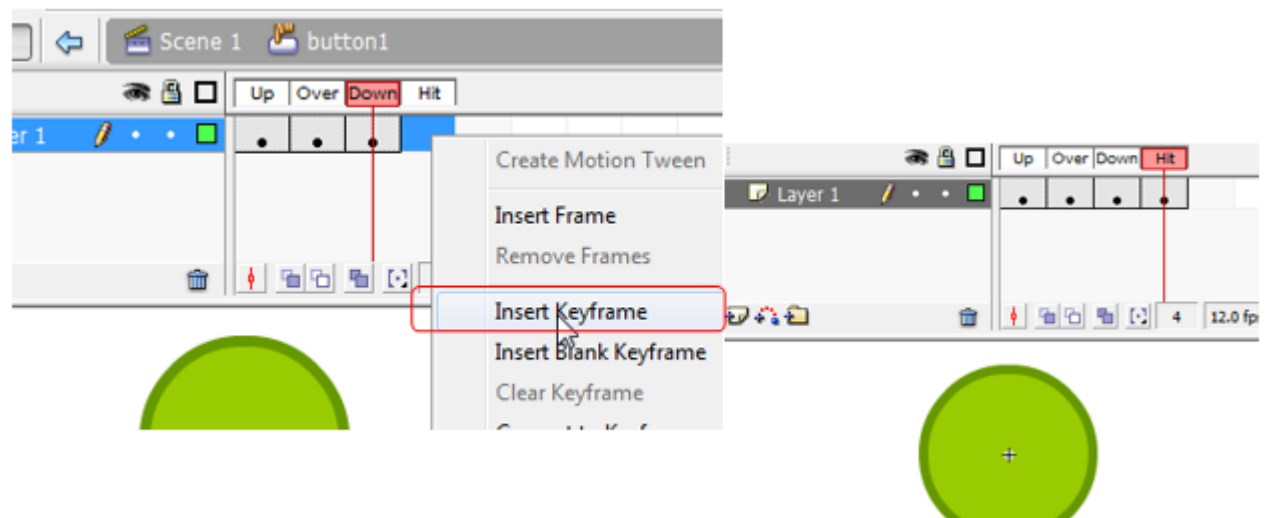 Scene 1 button1
Up Over Down Hit
er 1
Create Motion Tween
Insert Frame
Remove Frames
Insert Keyframe
Insert Blank Keyframe
Clear Keyframe
Up Over Down Hit
Layer 1
4 12.0 fp